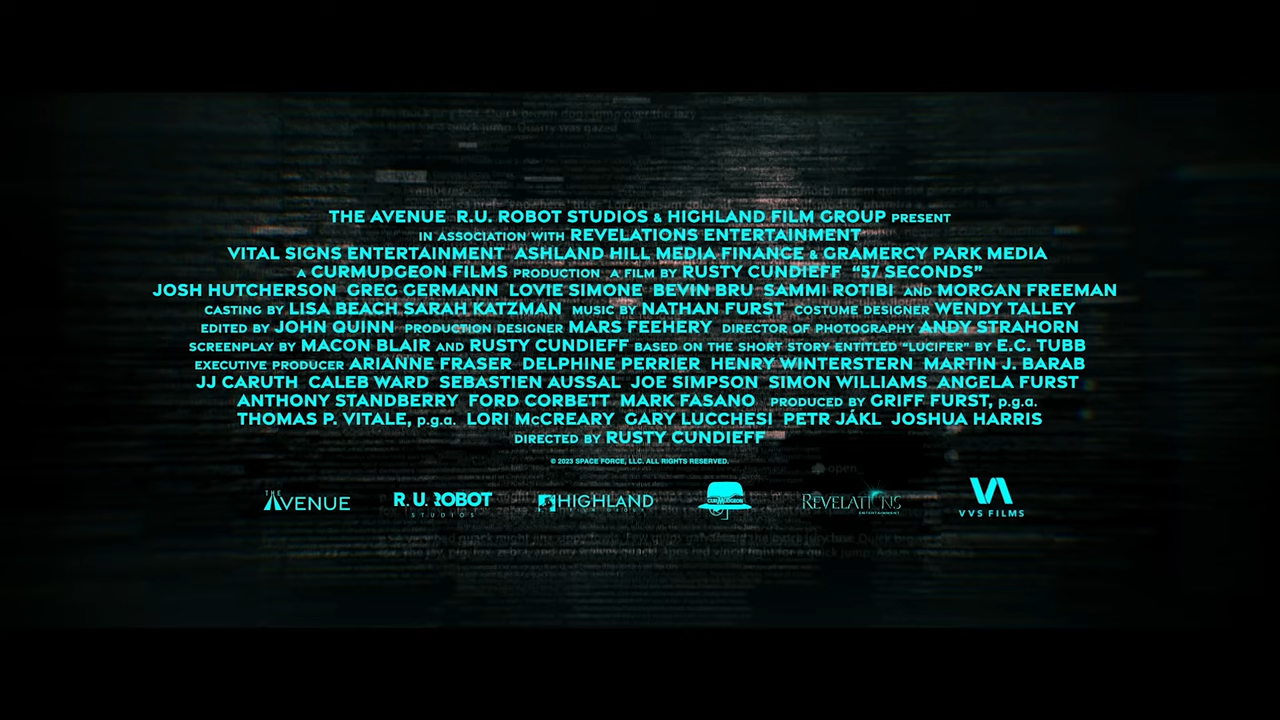 THE AVENUE R.U. ROBOT STUDIOS & HIGHLAND FILM GROUP PRESENT
IN ASSOCIATION WITH REVELATIONS ENTERTAINMENT
VITAL SIGNS ENTERTAINMENT ASHLAND HILL MEDIA FINANCE & GRAMERCY PARK MEDIA
A CURMUDGEON FILMS PRODUCTION A FILM BY RUSTY CUNDIEFF “57 SECONDS”
JOSH HUTCHERSON GREG GERMANN LOVIE SIMONE BEVIN BRU SAMMI ROTIBI AND MORGAN FREEMAN
CASTING BY LISA BEACH SARAH KATZMAN MUSIC BY NATHAN FURST COSTUME DESIGNER WENDY TALLEY
EDITED BY JOHN QUINN PRODUCTION DESIGNER MARS FEEHERY DIRECTOR OF PHOTOGRAPHY ANDY STRAHORN
SCREENPLAY BY MACON BLAIR AND RUSTY CUNDIEFF BASED ON THE SHORT STORY ENTITLED “LUCIFER” BY E.C. TUBB
EXECUTIVE PRODUCER ARIANNE FRASER DELPHINE PERRIER HENRY WINTERSTERN MARTIN J. BARAB
JJ CARUTH CALEB WARD SEBASTIEN AUSSAL JOE SIMPSON SIMON WILLIAMS ANGELA FURST
ANTHONY STANDBERRY FORD CORBETT MARK FASANO PRODUCED BY GRIFF FURST, p.g.a.
THOMAS P. VITALE, p.g.a. LORI McCREARY GARY LUCCHESI PETR JÁKL JOSHUA HARRIS
DIRECTED BY RUSTY CUNDIEFF
© 2023 SPACE FORCE, LLC. ALL RIGHTS RESERVED.
THE AVENUE R.U. ROBOT STUDIOS HIGHLAND FILM GROUP CURMUDGEON REVELATIONS ENTERTAINMENT VVS FILMS